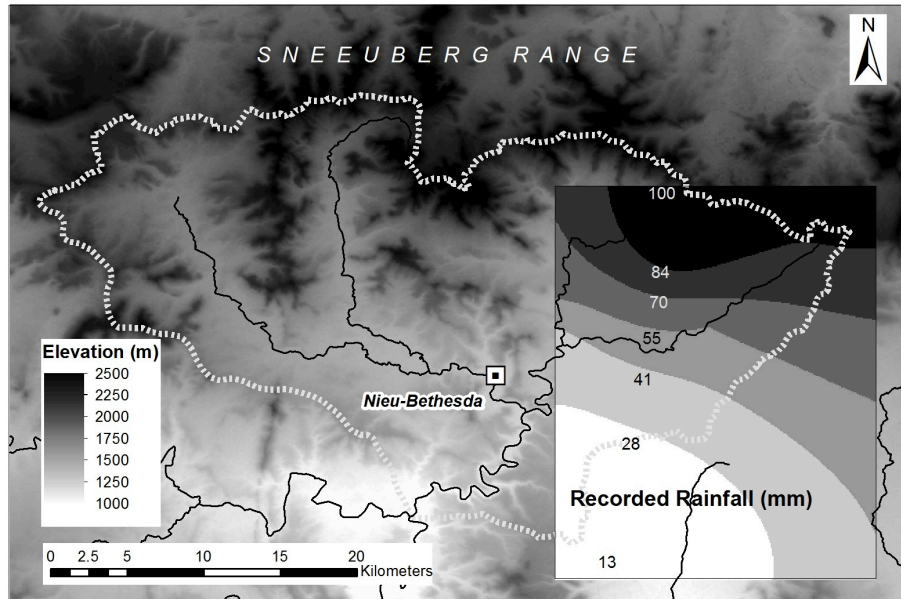 SNEEUBERG RANGE
N
100
84
70
55
41
28
13
Recorded Rainfall (mm)
Nieu-Bethesda
Elevation (m)
2500
2250
2000
1750
1500
1250
1000
0 2.5 5 10 15 20
Kilometers